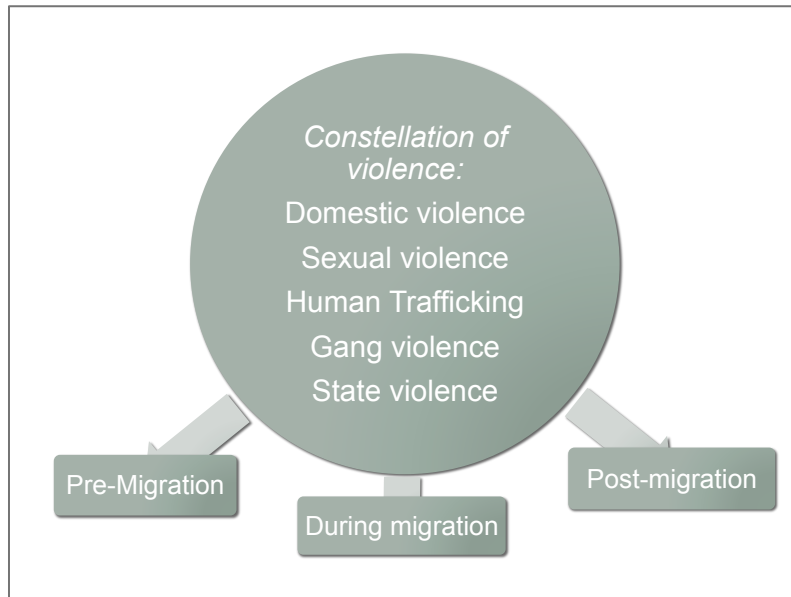 Constellation of
violence:
Domestic violence
Sexual violence
Human Trafficking
Gang violence
State violence
Pre-Migration
During migration
Post-migration